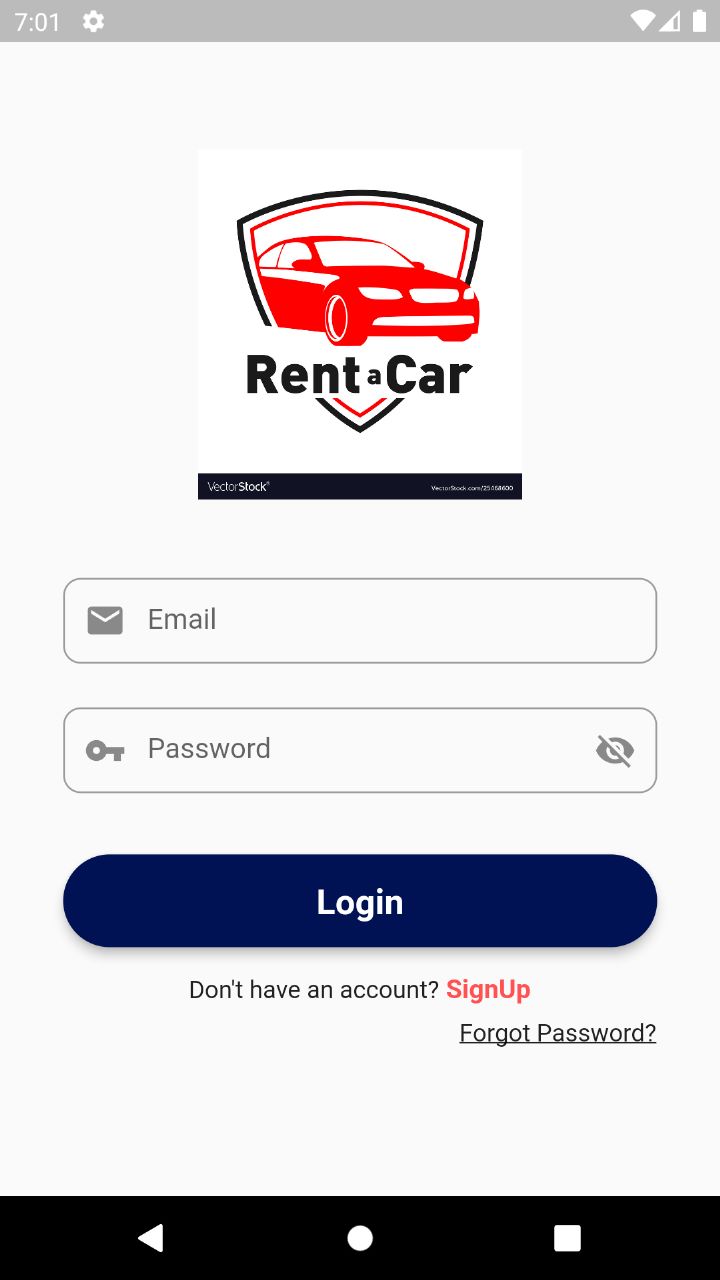 7:01
Rent a Car
VectorStock®
VectorStock.com/25468600
Email
Password
Login
Don't have an account? SignUp
Forgot Password?